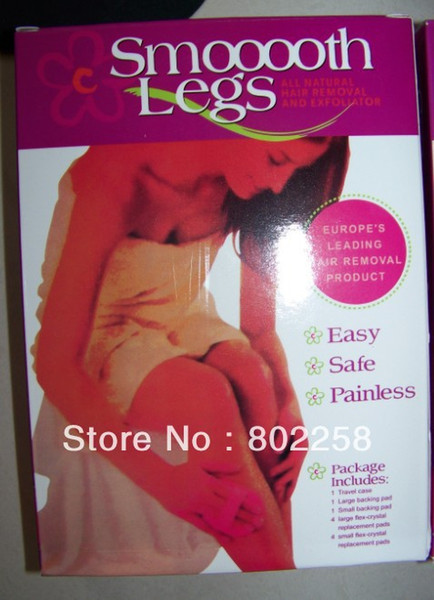 Smooooth
Legs
ALL NATURAL
HAIR REMOVAL
AND EXFOLIATOR
C
EUROPE'S
LEADING
AIR REMOVAL
PRODUCT
Easy
Safe
Painless
Store No : 802258
Package
Includes:
1 Travel case
1 Large backing pad
1 Small backing pad
4 large flex-crystal
replacement pads
4 small flex-crystal
replacement pads